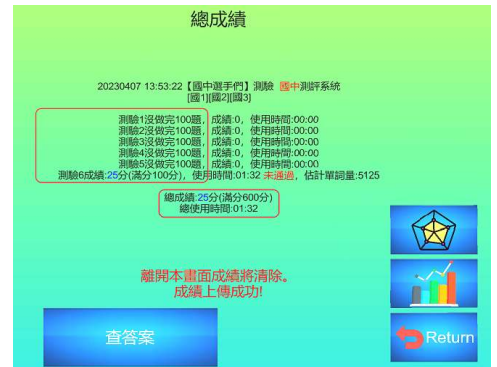 總成績
20230407 13:53:22【國中選手們】測驗 國中測評系統
[國1][國2][國3]
測驗1沒做完100題, 成績:0, 使用時間:00:00
測驗2沒做完100題, 成績:0, 使用時間:00:00
測驗3沒做完100題, 成績:0, 使用時間:00:00
測驗4沒做完100題, 成績:0, 使用時間:00:00
測驗5沒做完100題, 成績:0, 使用時間:00:00
測驗6成績:25分(滿分100分), 使用時間:01:32 未通過, 估計單詞量:5125
總成績:25分(滿分600分)
總使用時間:01:32
離開本畫面成績將清除。
成績上傳成功!
查答案
Return